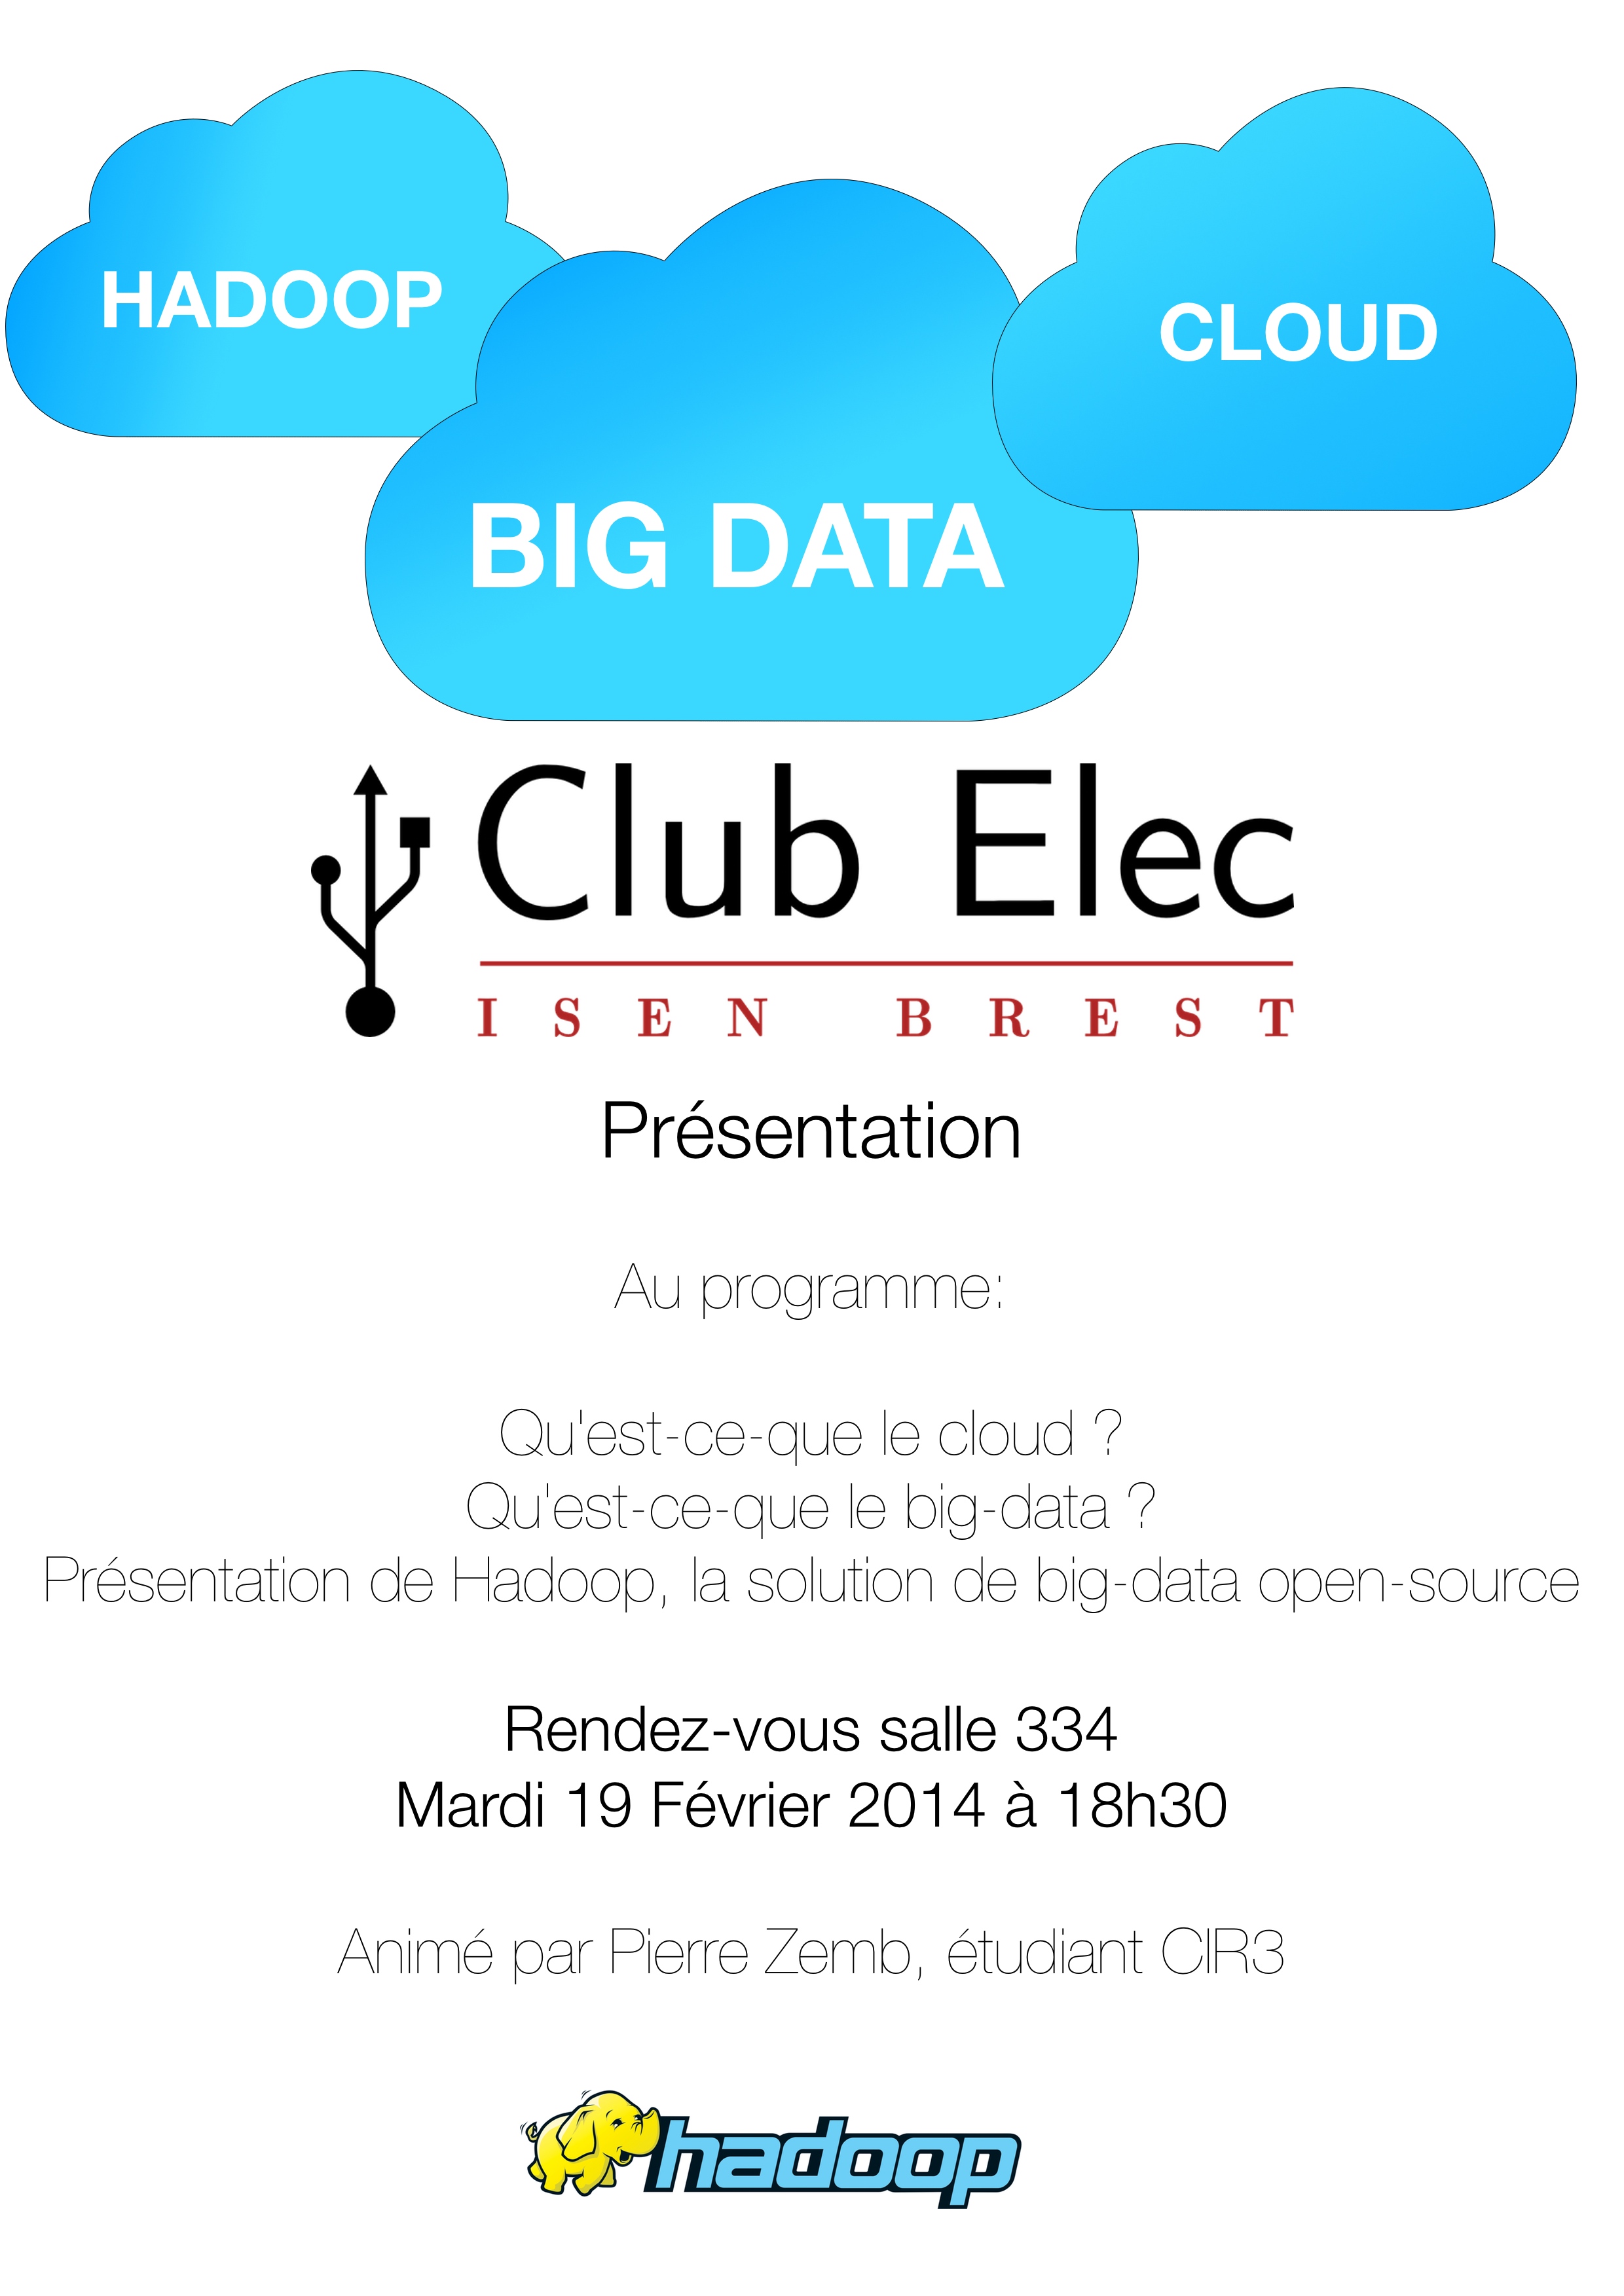 HADOOP
CLOUD
BIG DATA
Club Elec
ISEN BREST
Présentation
Au programme:
Qu'est-ce-que le cloud ?
Qu'est-ce-que le big-data ?
Présentation de Hadoop, la solution de big-data open-source
Rendez-vous salle 334
Mardi 19 Février 2014 à 18h30
Animé par Pierre Zemb, étudiant CIR3
hadoop